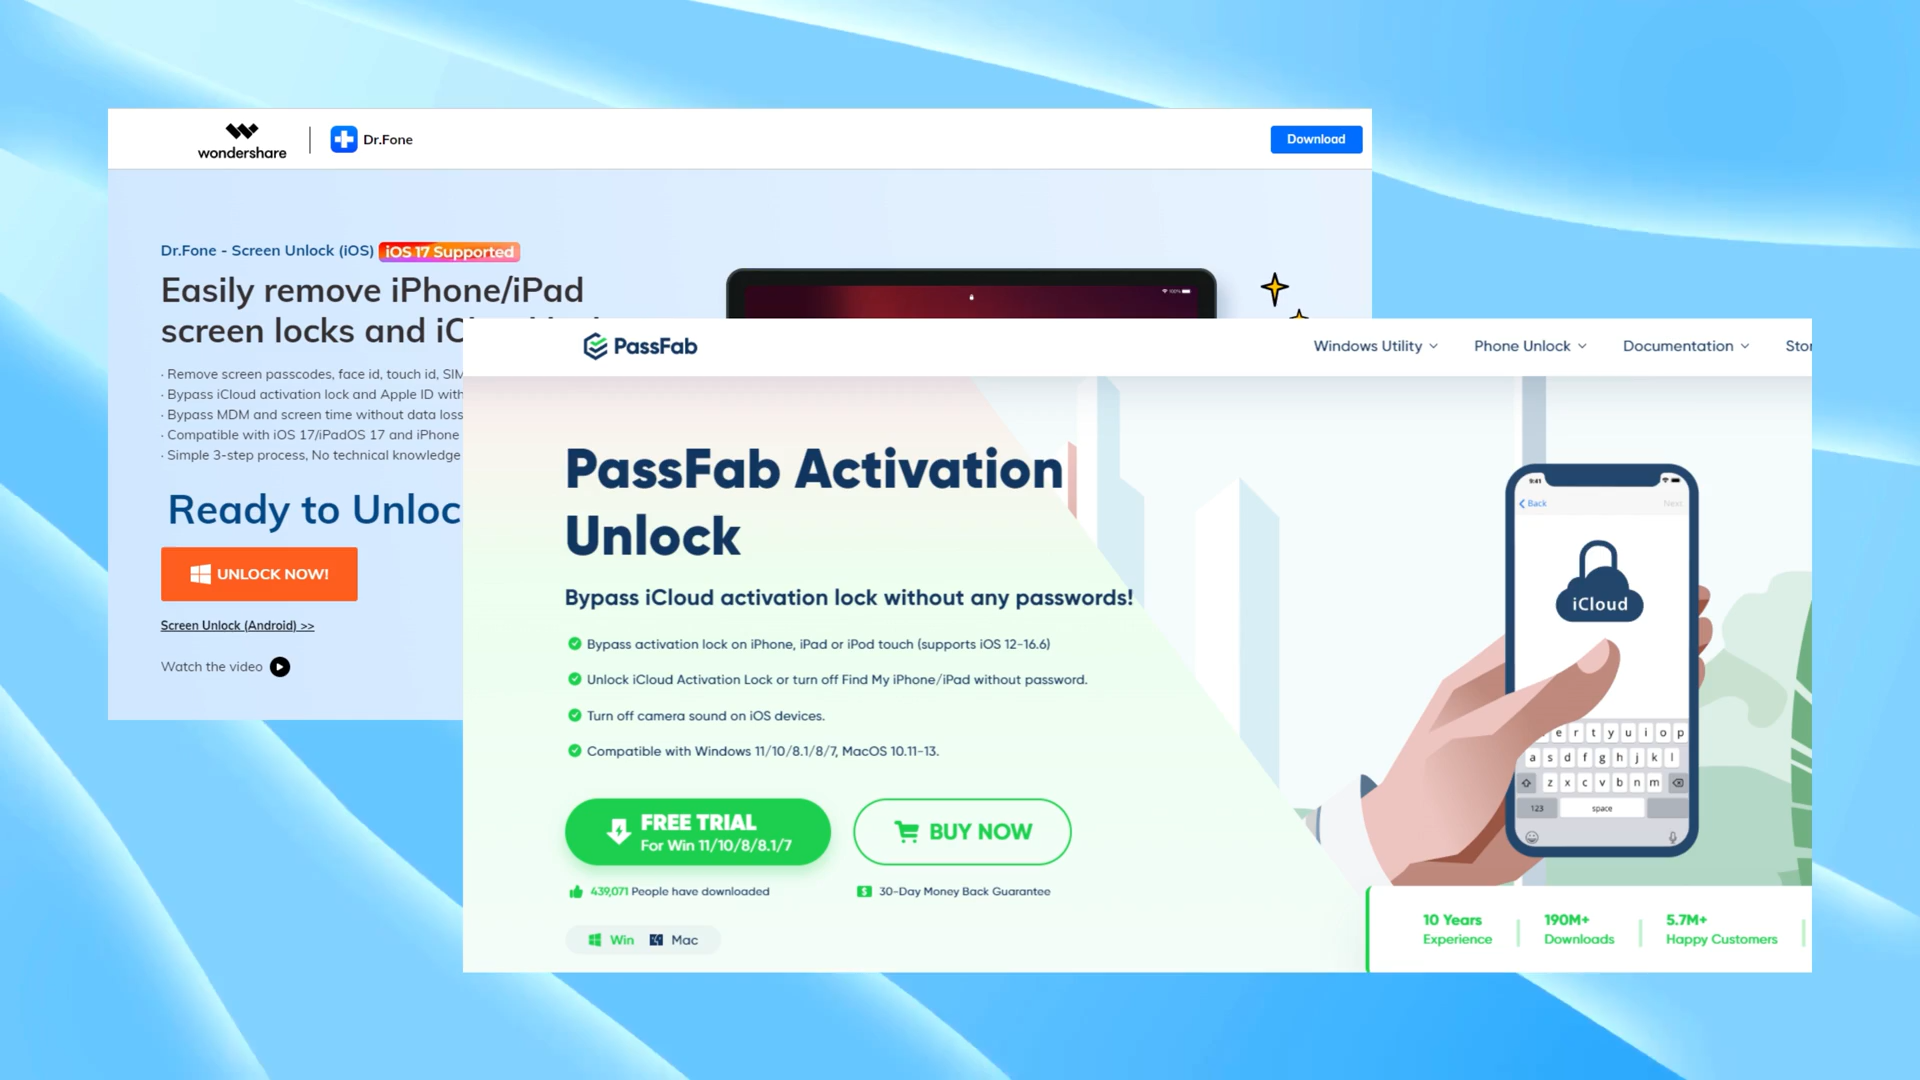 wondershare
Dr.Fone
Download
Dr.Fone - Screen Unlock (iOS) iOS 17 Supported
Easily remove iPhone/iPad
screen locks and
· Remove screen passcodes, face id, touch id, SIM
· Bypass iCloud activation lock and Apple ID with
· Bypass MDM and screen time without data loss
· Compatible with iOS 17/iPadOS 17 and iPhone
· Simple 3-step process, No technical knowledge
Ready to Unloc
UNLOCK NOW!
Screen Unlock (Android) >>
Watch the video
100%
PassFab
Windows Utility
Phone Unlock
Documentation
Stor
PassFab Activation
Unlock
Bypass iCloud activation lock without any passwords!
Bypass activation lock on iPhone, iPad or iPod touch (supports iOS 12-16.6)
Unlock iCloud Activation Lock or turn off Find My iPhone/iPad without password.
Turn off camera sound on iOS devices.
Compatible with Windows 11/10/8.1/8/7, MacOS 10.11-13.
FREE TRIAL
For Win 11/10/8/8.1/7
BUY NOW
439,071 People have downloaded
30-Day Money Back Guarantee
Win
Mac
9:41
Back
Next
iCloud
e r t y u i o p
a s d f g h j k l
z x c v b n m
123
space
10 Years
Experience
190M+
Downloads
5.7M+
Happy Customers